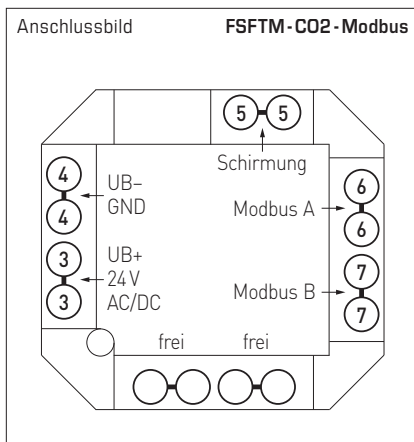 Anschlussbild FSFTM-CO2-Modbus
5 5
Schirmung
4
4
UB–
GND
3
3
UB+
24 V
AC/DC
Modbus A
6
6
Modbus B
7
7
frei frei